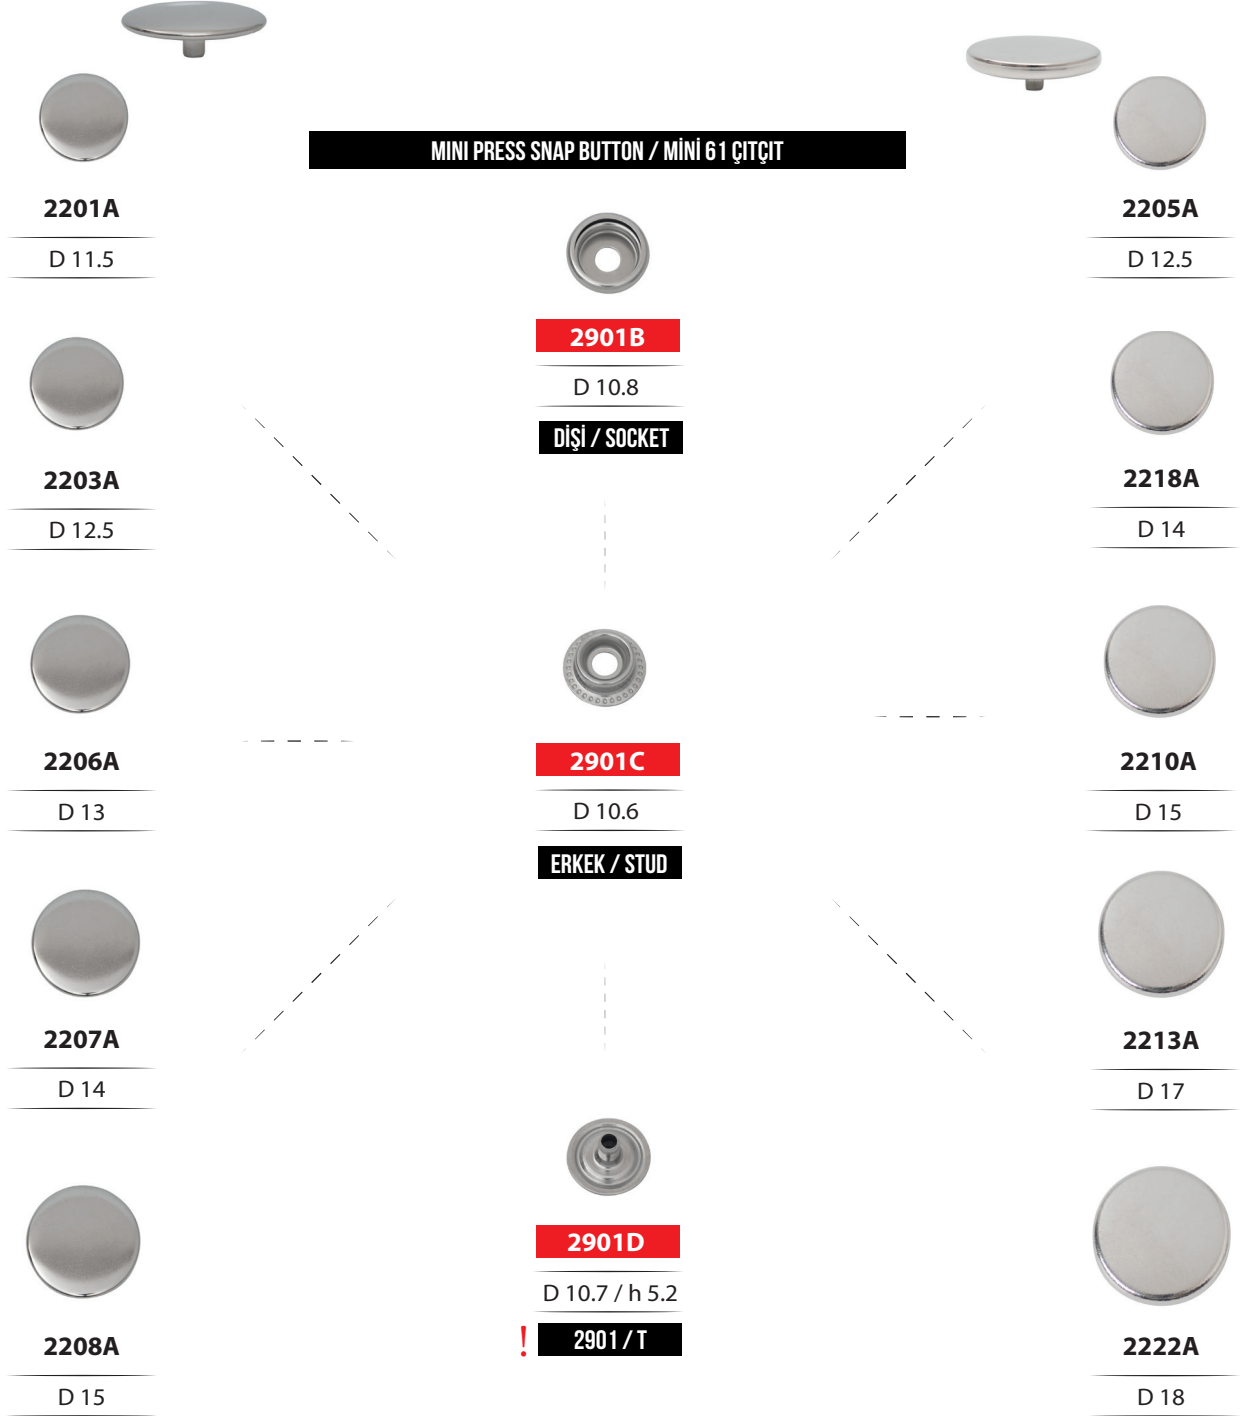 MINI PRESS SNAP BUTTON / MİNİ 61 ÇITÇIT
2201A
D 11.5
2203A
D 12.5
2206A
D 13
2207A
D 14
2208A
D 15
2901B
D 10.8
DİŞİ / SOCKET
2901C
D 10.6
ERKEK / STUD
2901D
D 10.7 / h 5.2
! 2901 / T
2205A
D 12.5
2218A
D 14
2210A
D 15
2213A
D 17
2222A
D 18